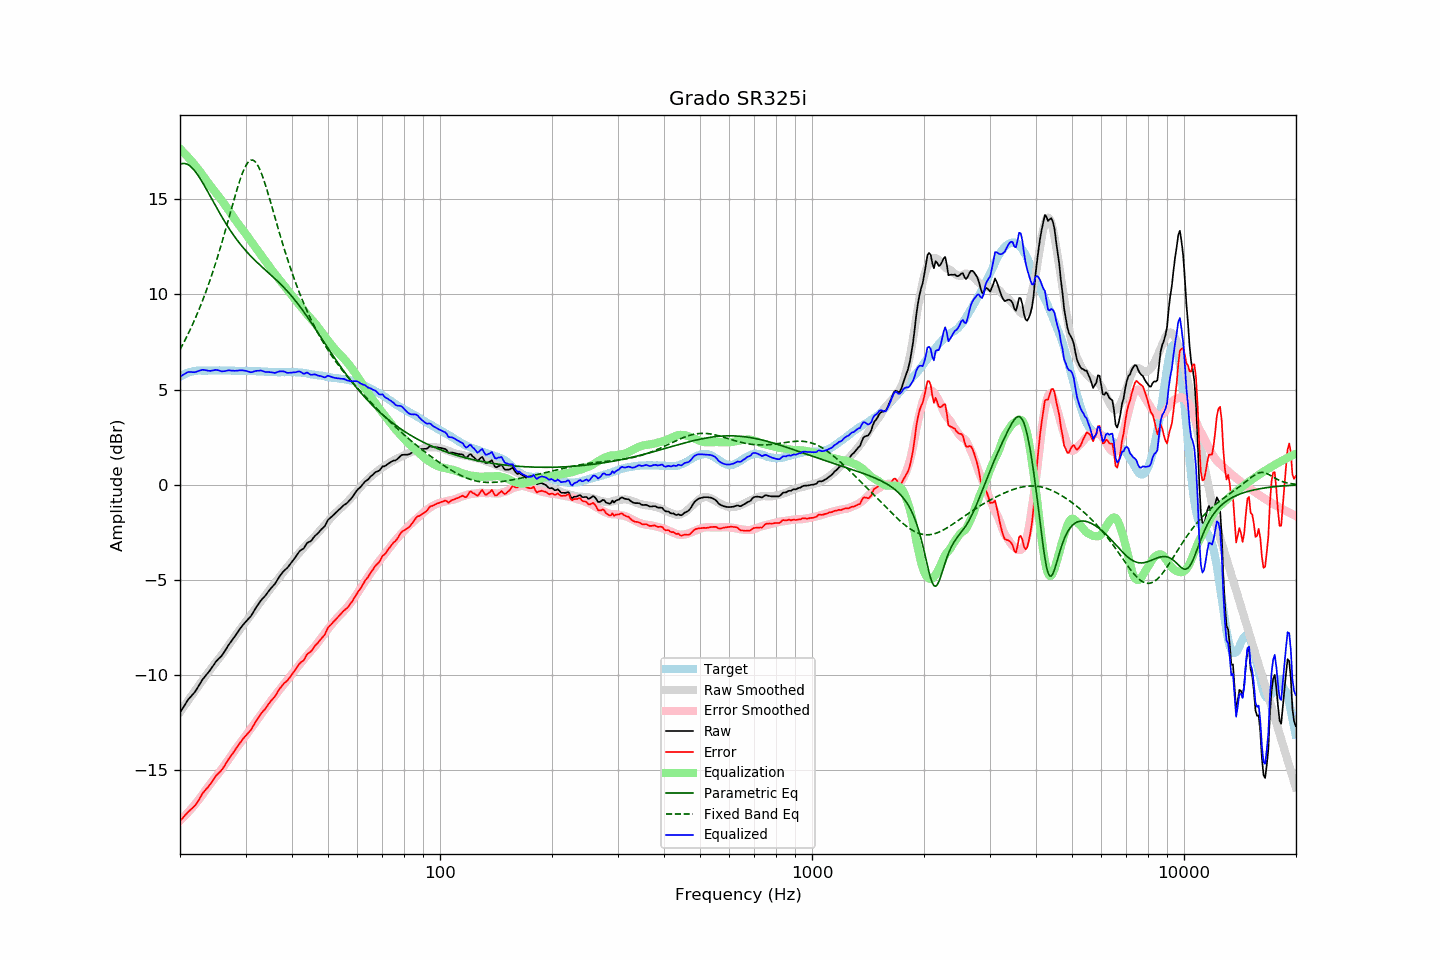 Grado SR325i
Amplitude (dBr)
15
10
5
0
−5
−10
−15
Target
Raw Smoothed
Error Smoothed
Raw
Error
Equalization
Parametric Eq
Fixed Band Eq
Equalized
100
1000
10000
Frequency (Hz)